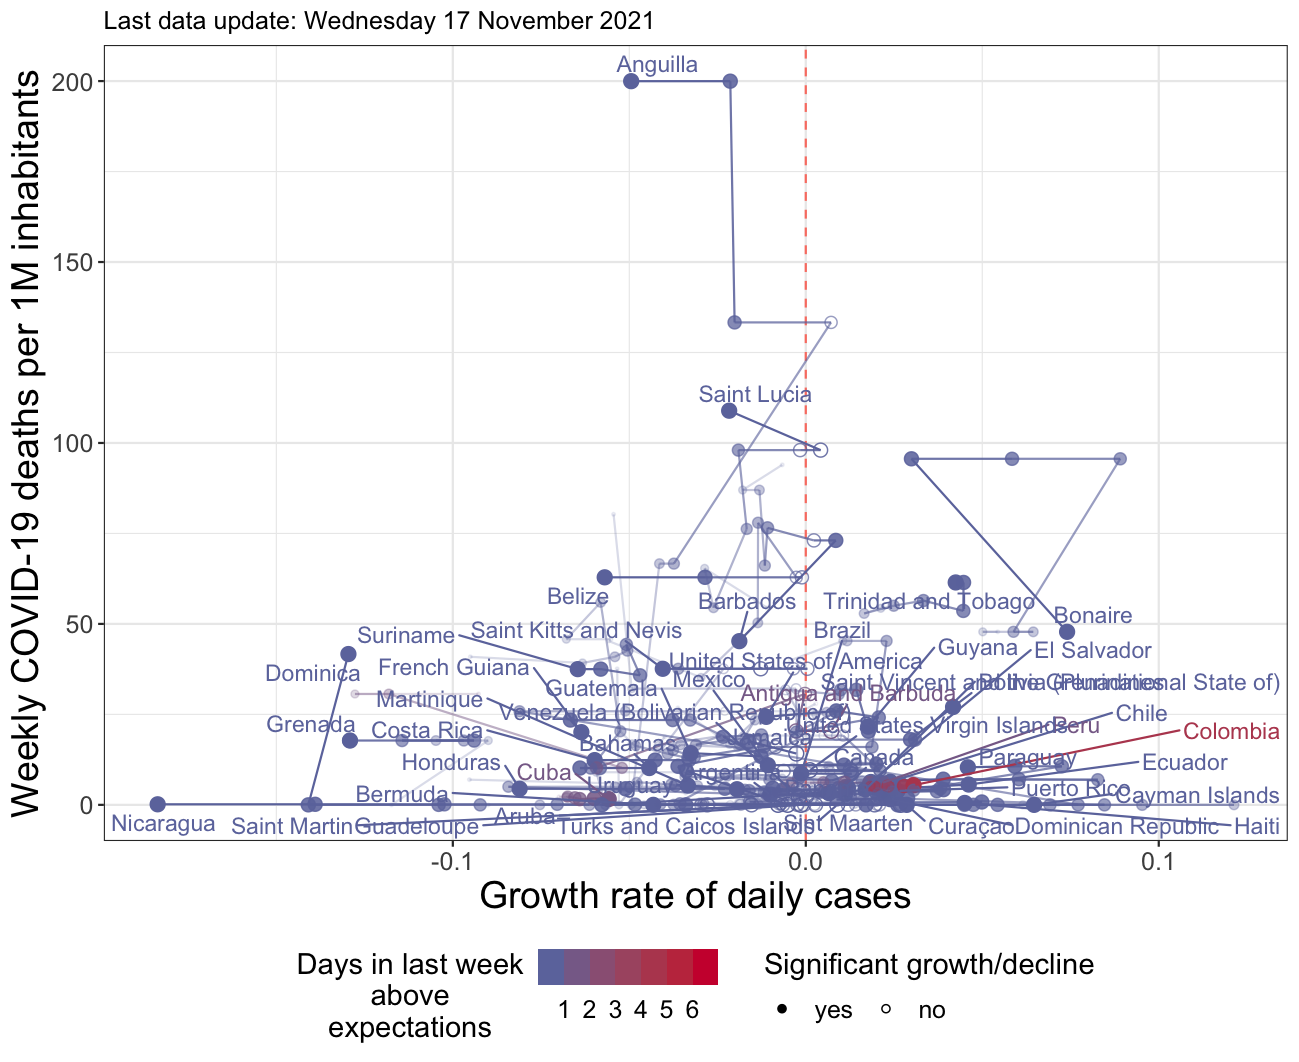 Last data update: Wednesday 17 November 2021
Weekly COVID-19 deaths per 1M inhabitants
200
150
100
50
0
Anguilla
Saint Lucia
Belize
Barbados
Trinidad and Tobago
Bonaire
Suriname
Saint Kitts and Nevis
Brazil
Guyana
El Salvador
Dominica
French Guiana
United States of America
Guatemala
Mexico
Saint Vincent and the Grenadines
Bolivia (Plurinational State of)
Martinique
Antigua and Barbuda
Venezuela (Bolivarian Republic of)
Chile
Grenada
Costa Rica
United States Virgin Islands
Peru
Colombia
Bahamas
Jamaica
Honduras
Canada
Paraguay
Ecuador
Cuba
Argentina
Uruguay
Puerto Rico
Bermuda
Cayman Islands
Aruba
Nicaragua
Saint Martin
Guadeloupe
Turks and Caicos Islands
Sint Maarten
Curaçao
Dominican Republic
Haiti
-0.1
0.0
0.1
Growth rate of daily cases
Days in last week
above
expectations
1 2 3 4 5 6
Significant growth/decline
yes
no